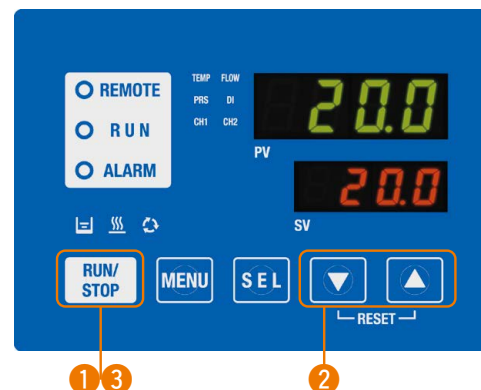 REMOTE
RUN
ALARM
TEMP FLOW
PRS DI
CH1 CH2
20.0
PV
20.0
SV
RUN/
STOP
MENU
SEL
RESET
1 3
2